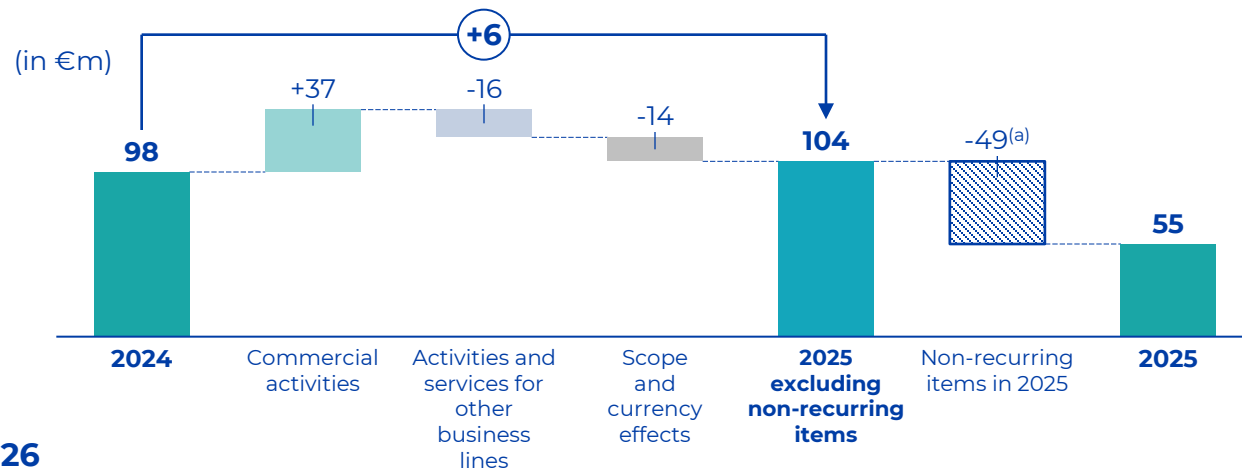 (in €m)
+6
98
+37
-16
-14
104
-49(a)
55
2024
Commercial
activities
Activities and
services for
other
business
lines
Scope
and
currency
effects
2025
excluding
non-recurring
items
Non-recurring
items in 2025
2025
26